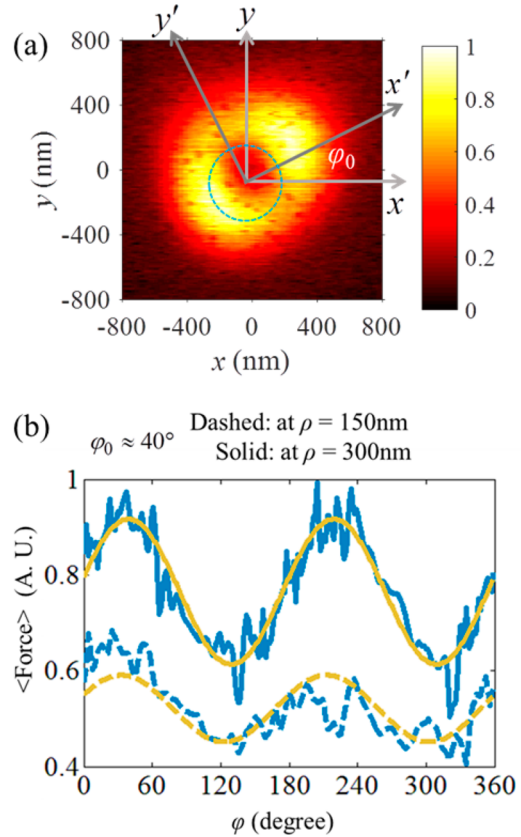 (a)
y′
y
x′
φ₀
x
800
400
0
-400
-800
y (nm)
-800 -400 0 400 800
x (nm)
1
0.8
0.6
0.4
0.2
0
(b)
φ₀ ≈ 40°
Dashed: at ρ = 150nm
Solid: at ρ = 300nm
1
0.8
0.6
0.4
<Force> (A. U.)
0 60 120 180 240 300 360
φ (degree)